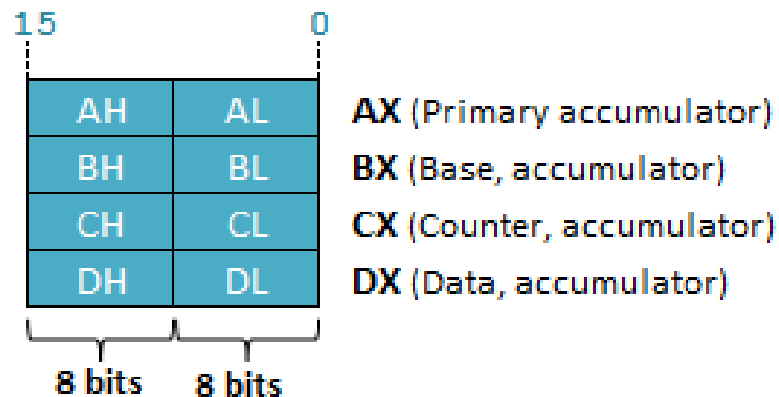 15 0
AH AL AX (Primary accumulator)
BH BL BX (Base, accumulator)
CH CL CX (Counter, accumulator)
DH DL DX (Data, accumulator)
8 bits 8 bits